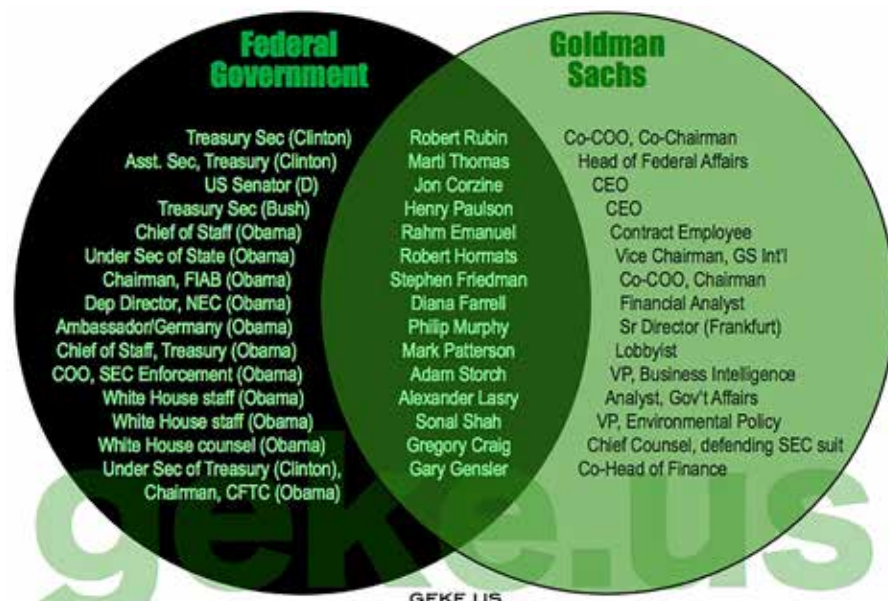 Federal Government
Goldman Sachs
Treasury Sec (Clinton) Robert Rubin Co-COO, Co-Chairman
Asst. Sec, Treasury (Clinton) Marti Thomas Head of Federal Affairs
US Senator (D) Jon Corzine CEO
Treasury Sec (Bush) Henry Paulson CEO
Chief of Staff (Obama) Rahm Emanuel Contract Employee
Under Sec of State (Obama) Robert Hormats Vice Chairman, GS Int'l
Chairman, FIAB (Obama) Stephen Friedman Co-COO, Chairman
Dep Director, NEC (Obama) Diana Farrell Financial Analyst
Ambassador/Germany (Obama) Philip Murphy Sr Director (Frankfurt)
Chief of Staff, Treasury (Obama) Mark Patterson Lobbyist
COO, SEC Enforcement (Obama) Adam Storch VP, Business Intelligence
White House staff (Obama) Alexander Lasry Analyst, Gov't Affairs
White House staff (Obama) Sonal Shah VP, Environmental Policy
White House counsel (Obama) Gregory Craig Chief Counsel, defending SEC suit
Under Sec of Treasury (Clinton), Gary Gensler Co-Head of Finance
Chairman, CFTC (Obama)
geke.us
GEKE.US